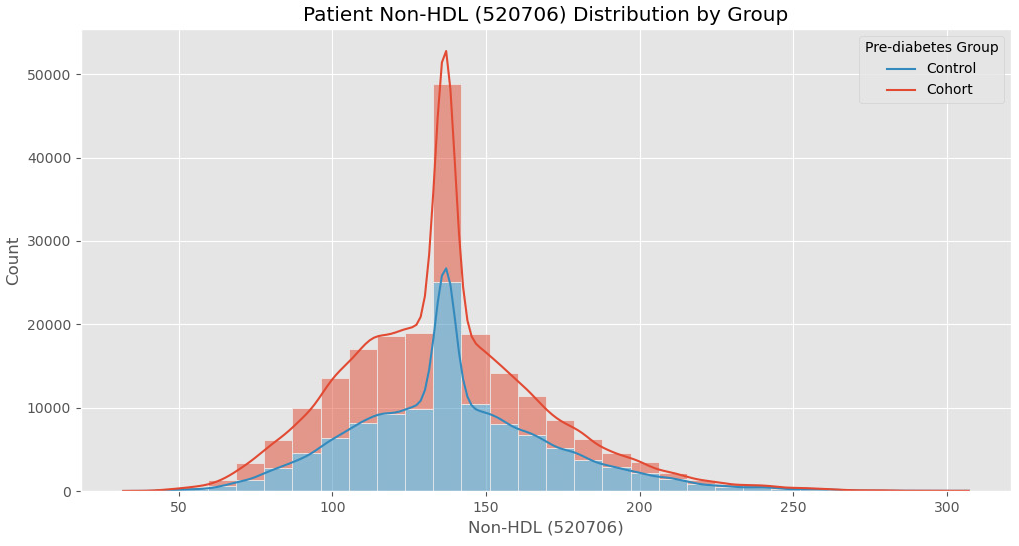 Patient Non-HDL (520706) Distribution by Group
Pre-diabetes Group
Control
Cohort
Count
50000
40000
30000
20000
10000
0
50
100
150
200
250
300
Non-HDL (520706)